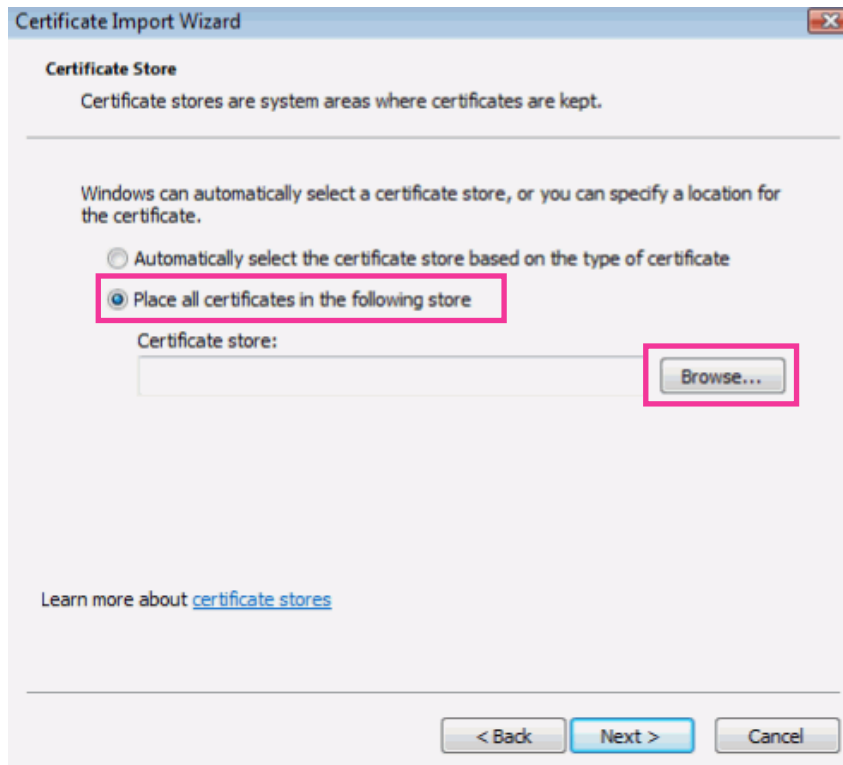 Certificate Import Wizard
Certificate Store
Certificate stores are system areas where certificates are kept.
Windows can automatically select a certificate store, or you can specify a location for
the certificate.
Automatically select the certificate store based on the type of certificate
Place all certificates in the following store
Certificate store:
Browse...
Learn more about certificate stores
< Back Next > Cancel